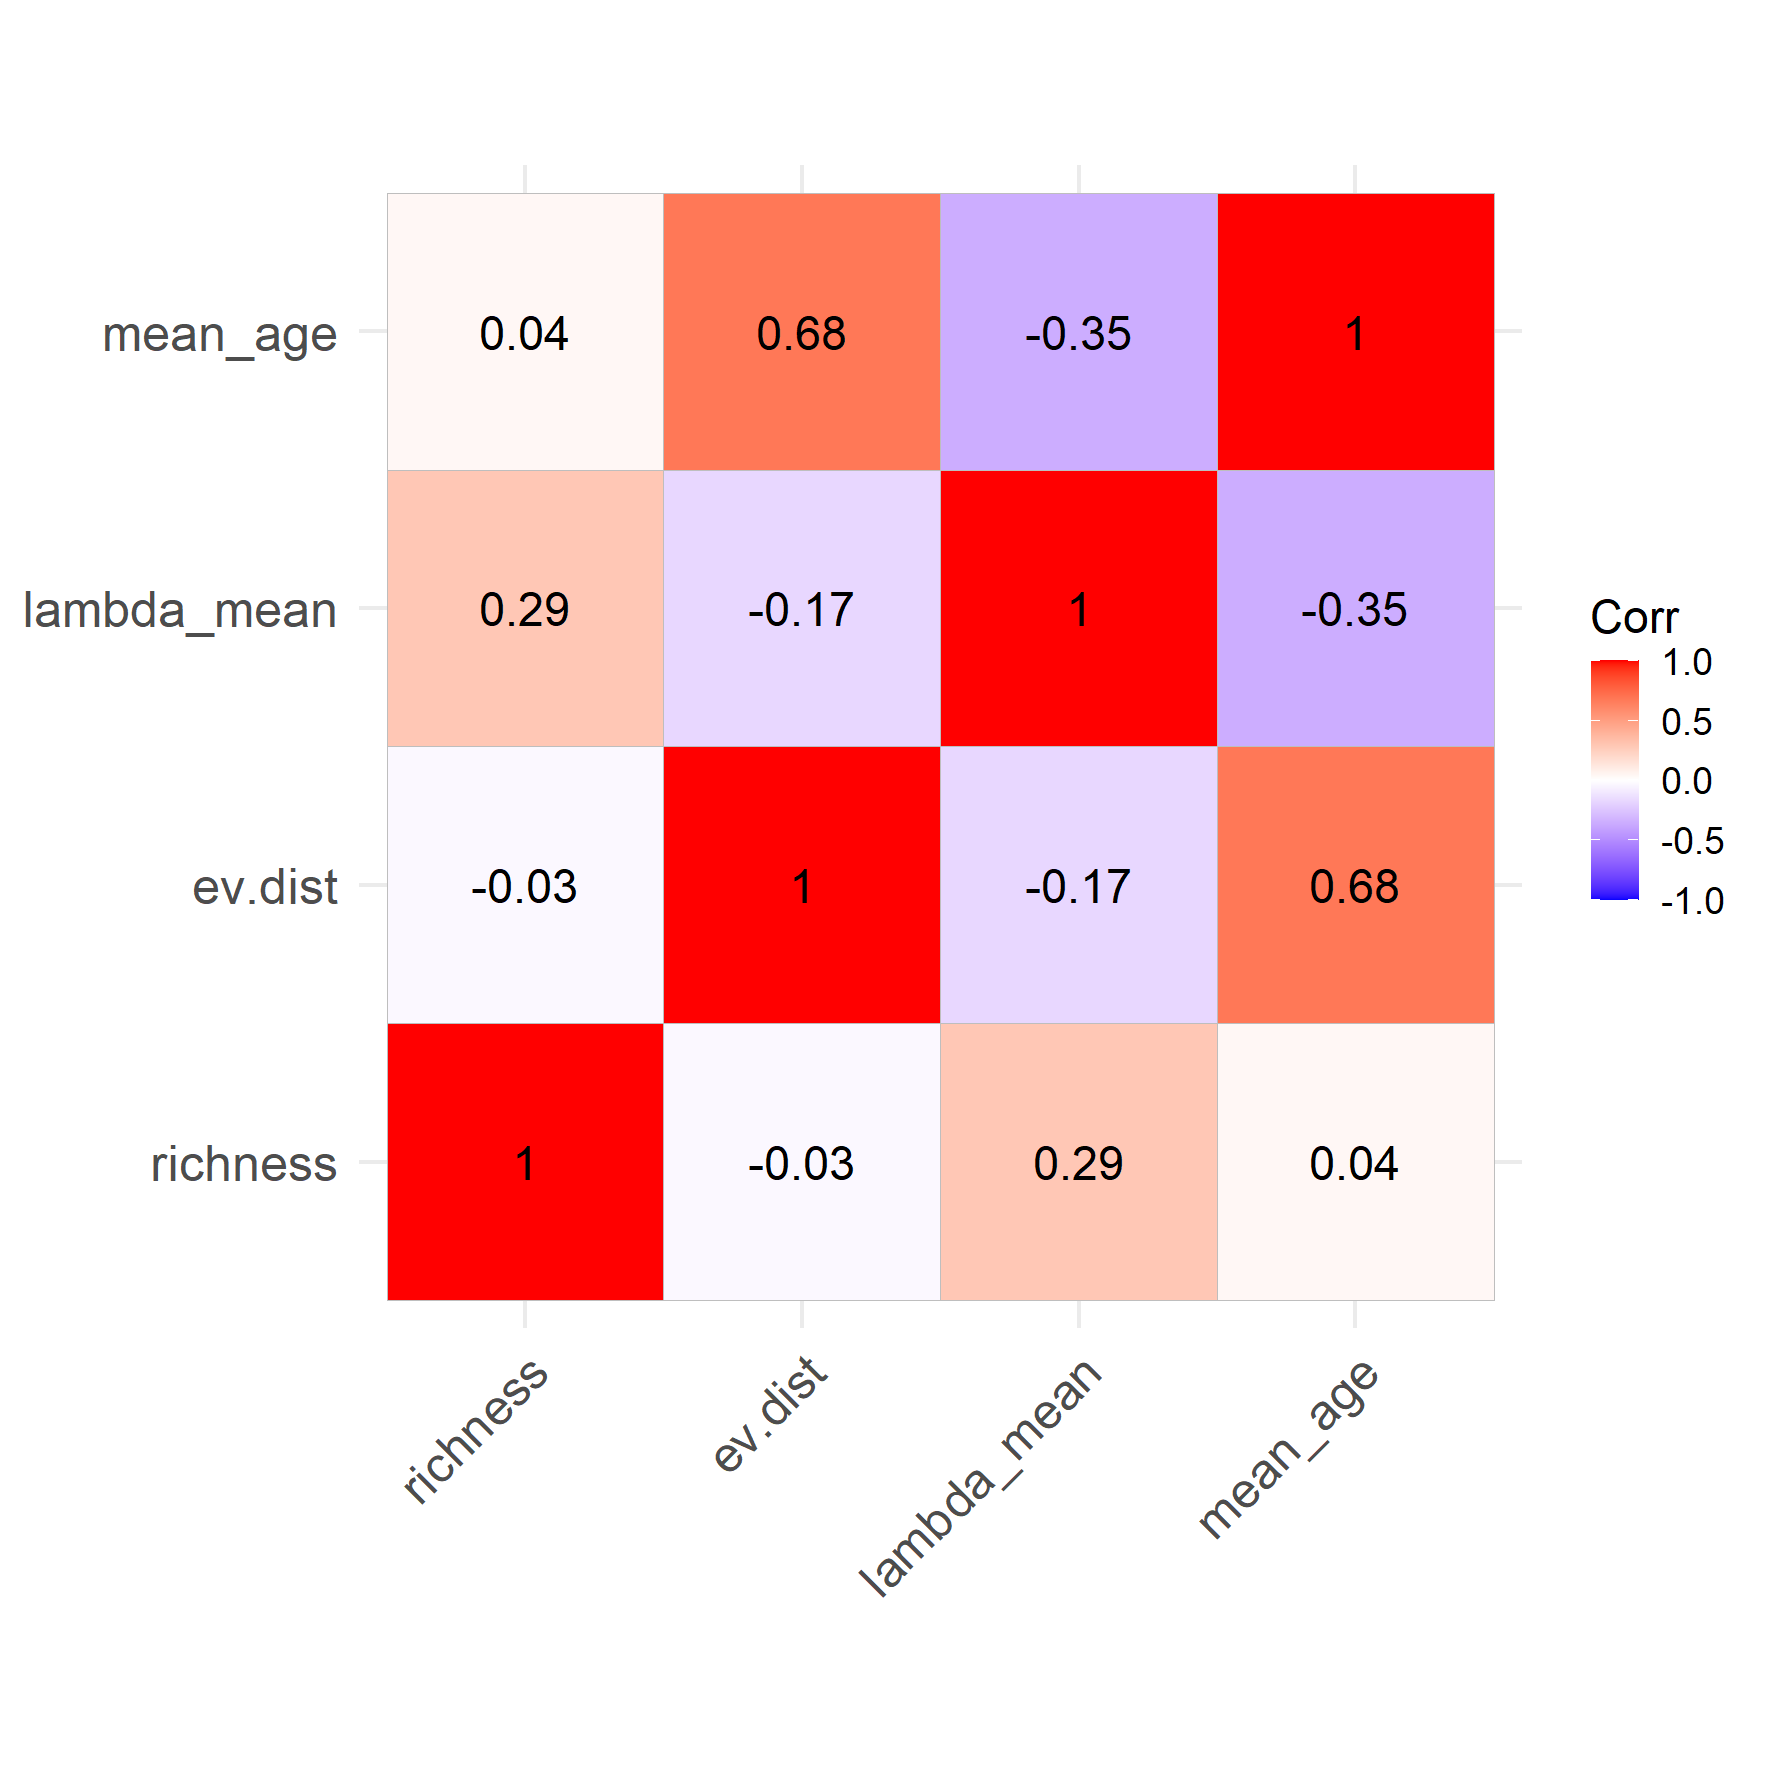 mean_age 0.04 0.68 -0.35 1
lambda_mean 0.29 -0.17 1 -0.35
ev.dist -0.03 1 -0.17 0.68
richness 1 -0.03 0.29 0.04
richness ev.dist lambda_mean mean_age
Corr
1.0
0.5
0.0
-0.5
-1.0